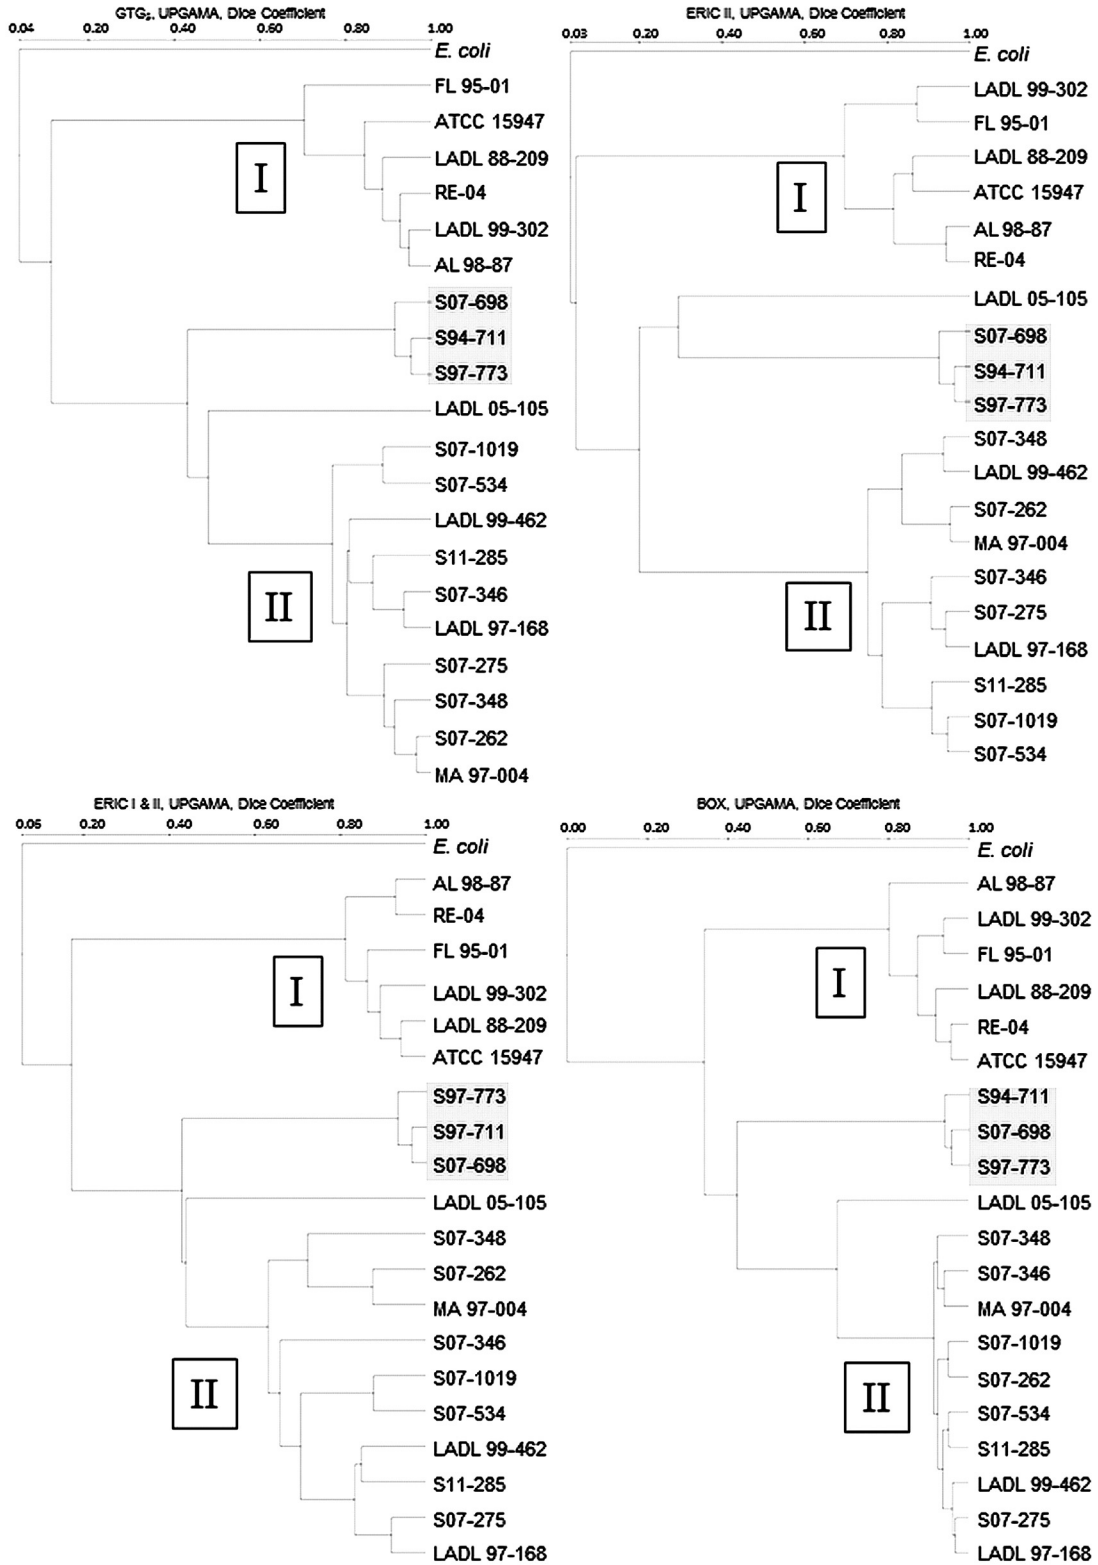 GTG5, UPGAMA, Dice Coefficient
0.04 0.20 0.40 0.60 0.80 1.00
E. coli
FL 95-01
ATCC 15947
LADL 88-209
I
RE-04
LADL 99-302
AL 98-87
S07-698
S94-711
S97-773
LADL 05-105
S07-1019
S07-534
LADL 99-462
S11-285
S07-346
II
LADL 97-168
S07-275
S07-348
S07-262
MA 97-004
ERIC II, UPGAMA, Dice Coefficient
0.03 0.20 0.40 0.60 0.80 1.00
E. coli
LADL 99-302
FL 95-01
LADL 88-209
ATCC 15947
I
AL 98-87
RE-04
LADL 05-105
S07-698
S94-711
S97-773
S07-348
LADL 99-462
S07-262
MA 97-004
S07-346
S07-275
II
LADL 97-168
S11-285
S07-1019
S07-534
ERIC I & II, UPGAMA, Dice Coefficient
0.06 0.20 0.40 0.60 0.80 1.00
E. coli
AL 98-87
RE-04
FL 95-01
LADL 99-302
I
LADL 88-209
ATCC 15947
S97-773
S97-711
S07-698
LADL 05-105
S07-348
S07-262
MA 97-004
S07-346
S07-1019
II
S07-534
LADL 99-462
S11-285
S07-275
LADL 97-168
BOX, UPGAMA, Dice Coefficient
0.00 0.20 0.40 0.60 0.80 1.00
E. coli
AL 98-87
LADL 99-302
FL 95-01
I
LADL 88-209
RE-04
ATCC 15947
S94-711
S07-698
S97-773
LADL 05-105
S07-348
S07-346
MA 97-004
S07-1019
S07-262
II
S07-534
S11-285
LADL 99-462
S07-275
LADL 97-168